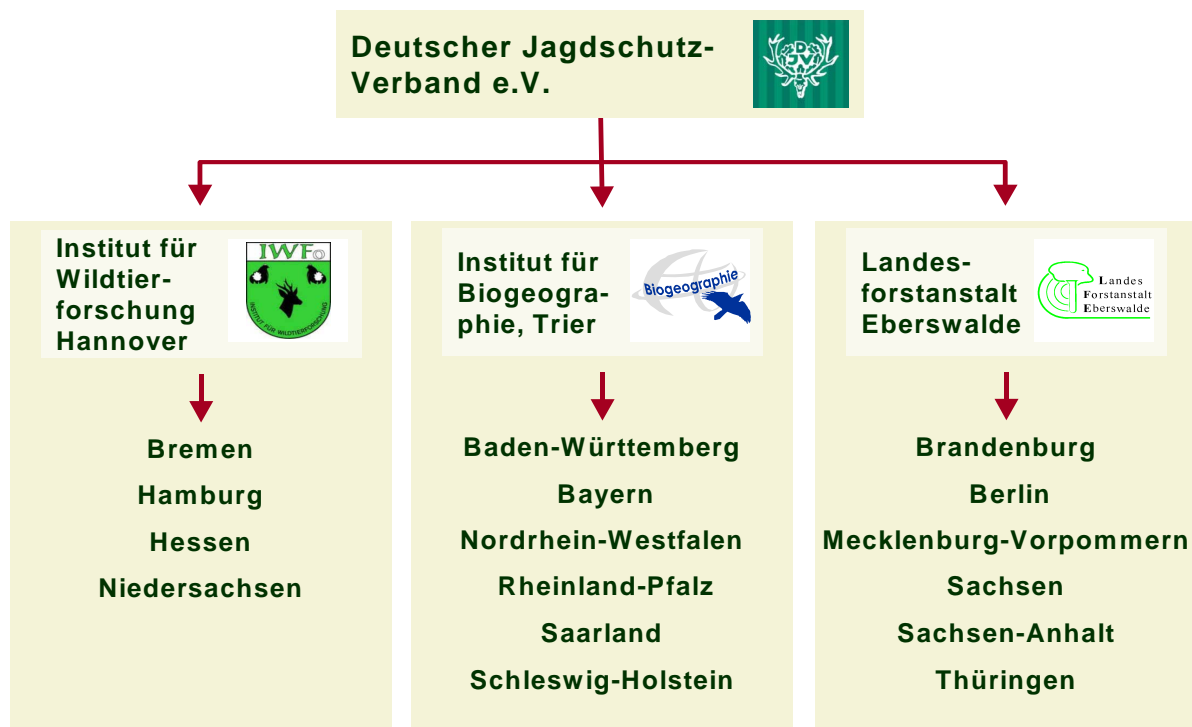 Deutscher Jagdschutz-
Verband e.V.
DJV
Institut für
Wildtier-
forschung
Hannover
IWFo
INSTITUT FÜR WILDTIERFORSCHUNG
Institut für
Biogeogra-
phie, Trier
Biogeographie
Landes-
forstanstalt
Eberswalde
Landes
Forstanstalt
Eberswalde
Bremen
Hamburg
Hessen
Niedersachsen
Baden-Württemberg
Bayern
Nordrhein-Westfalen
Rheinland-Pfalz
Saarland
Schleswig-Holstein
Brandenburg
Berlin
Mecklenburg-Vorpommern
Sachsen
Sachsen-Anhalt
Thüringen